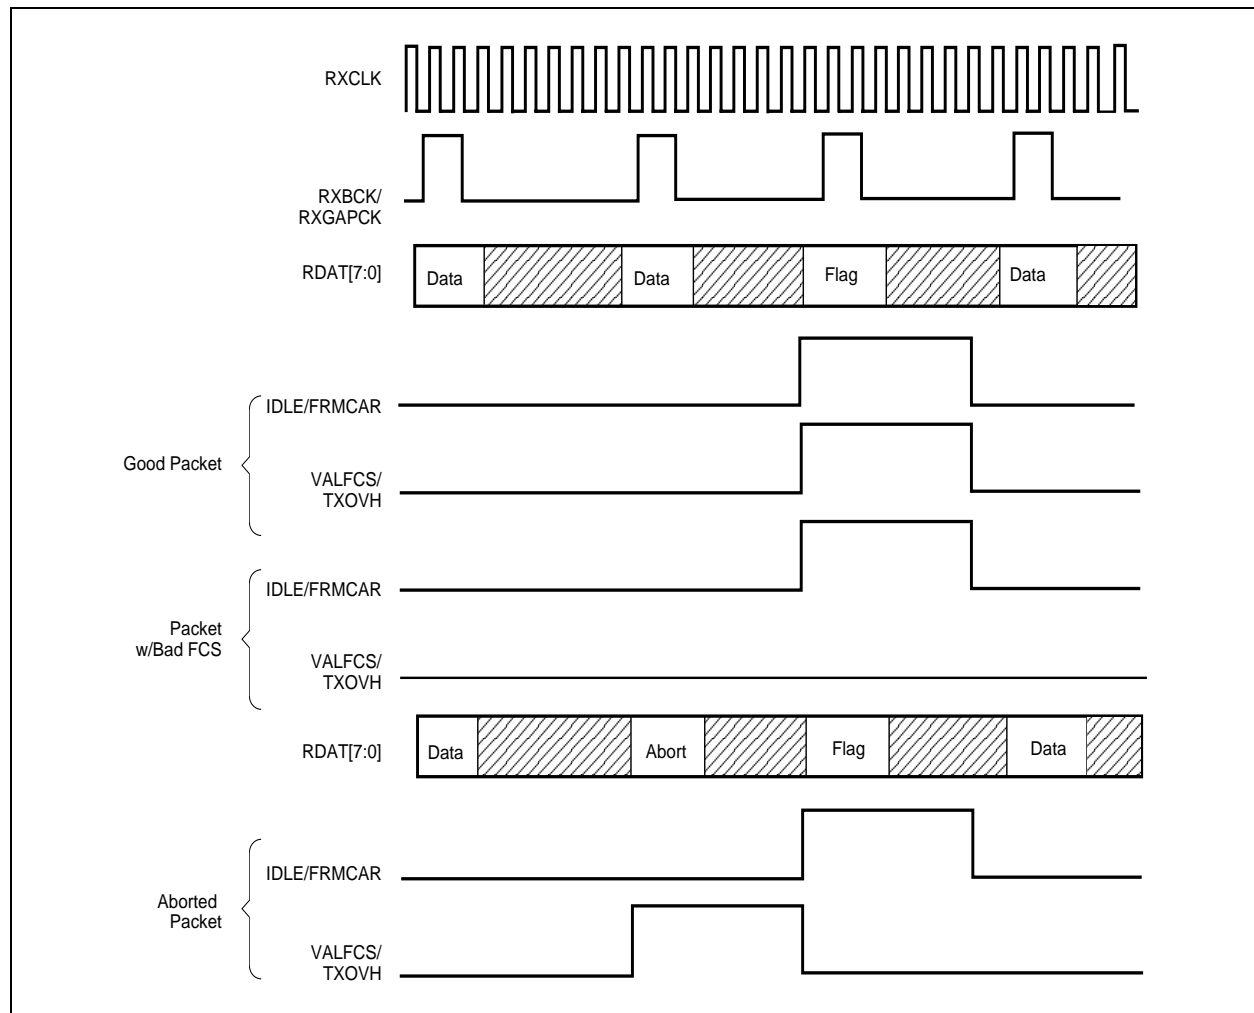 RXCLK
RXBCK/
RXGAPCK
RDAT[7:0]
Data
Data
Flag
Data
Good Packet
IDLE/FRMCAR
VALFCS/
TXOVH
Packet
w/Bad FCS
IDLE/FRMCAR
VALFCS/
TXOVH
RDAT[7:0]
Data
Abort
Flag
Data
Aborted
Packet
IDLE/FRMCAR
VALFCS/
TXOVH